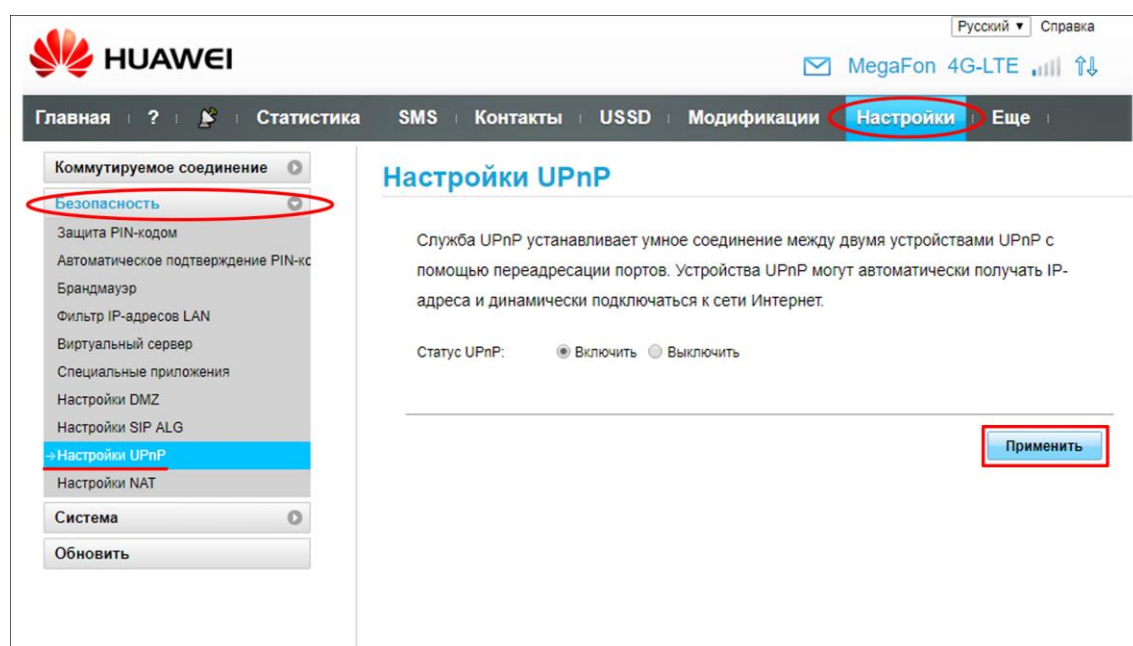 Русский ▼ Справка
HUAWEI
MegaFon 4G-LTE
Главная ? Статистика SMS Контакты USSD Модификации Настройки Еще
Коммутируемое соединение
Безопасность
Защита PIN-кодом
Автоматическое подтверждение PIN-кс
Брандмауэр
Фильтр IP-адресов LAN
Виртуальный сервер
Специальные приложения
Настройки DMZ
Настройки SIP ALG
→Настройки UPnP
Настройки NAT
Система
Обновить
Настройки UPnP
Служба UPnP устанавливает умное соединение между двумя устройствами UPnP с
помощью переадресации портов. Устройства UPnP могут автоматически получать IP-
адреса и динамически подключаться к сети Интернет.
Статус UPnP: Включить Выключить
Применить